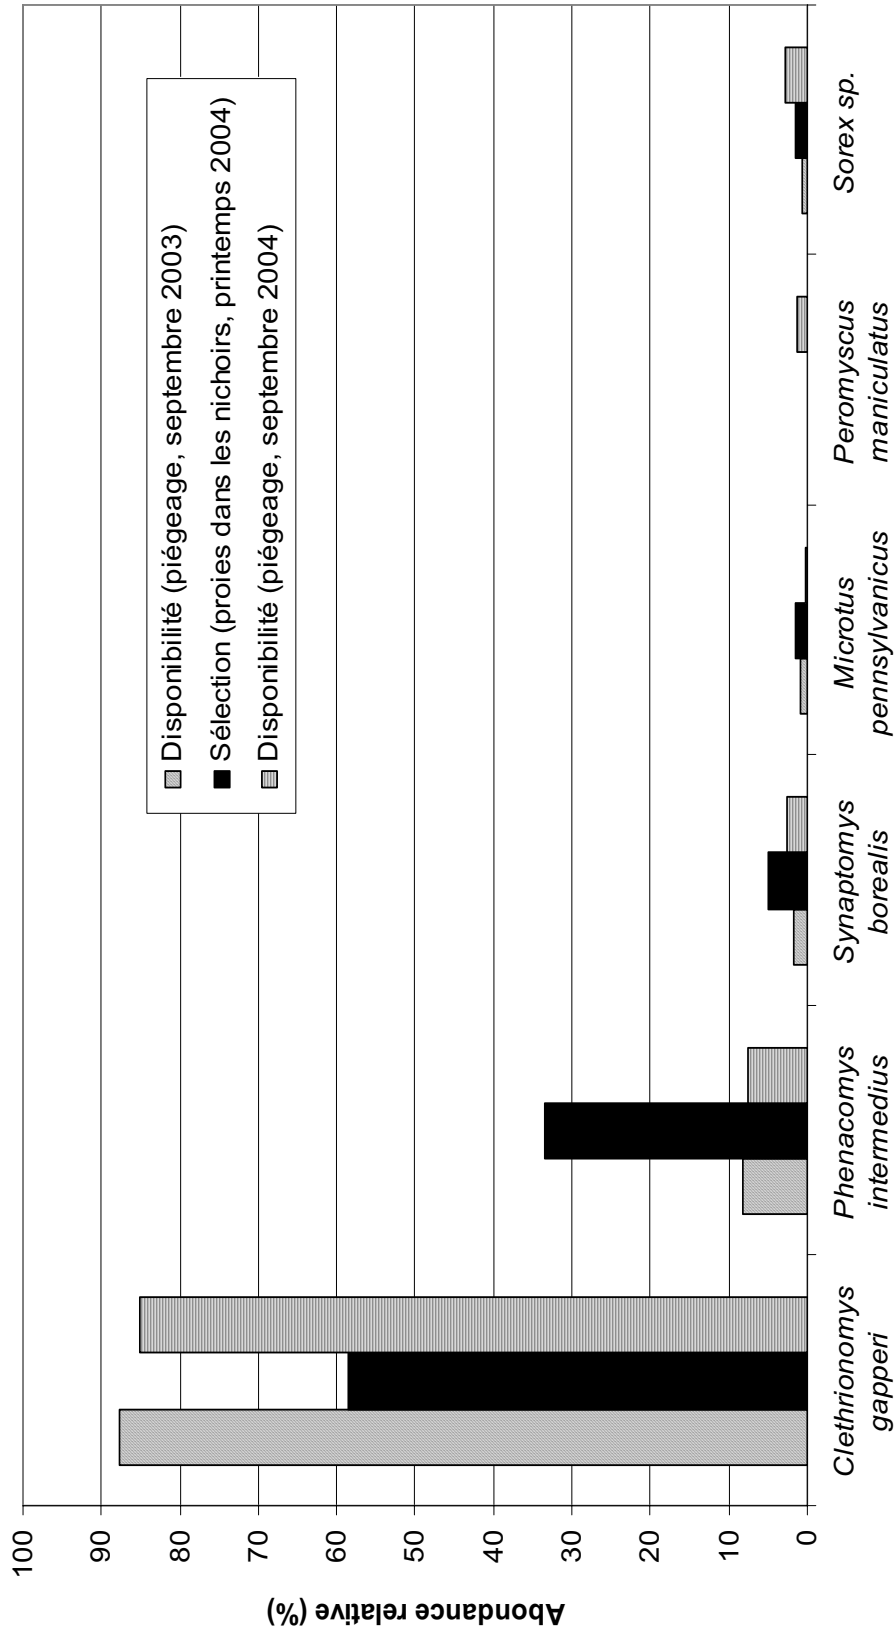 Abondance relative (%)
100
90
80
70
60
50
40
30
20
10
0
Disponibilité (piégeage, septembre 2003)
Sélection (proies dans les nichoirs, printemps 2004)
Disponibilité (piégeage, septembre 2004)
Clethrionomys
gapperi
Phenacomys
intermedius
Synaptomys
borealis
Microtus
pennsylvanicus
Peromyscus
maniculatus
Sorex sp.